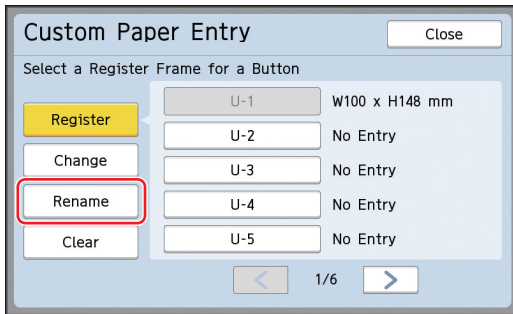 Custom Paper Entry Close
Select a Register Frame for a Button
Register
Change
Rename
Clear
U-1 W100 x H148 mm
U-2 No Entry
U-3 No Entry
U-4 No Entry
U-5 No Entry
< 1/6 >